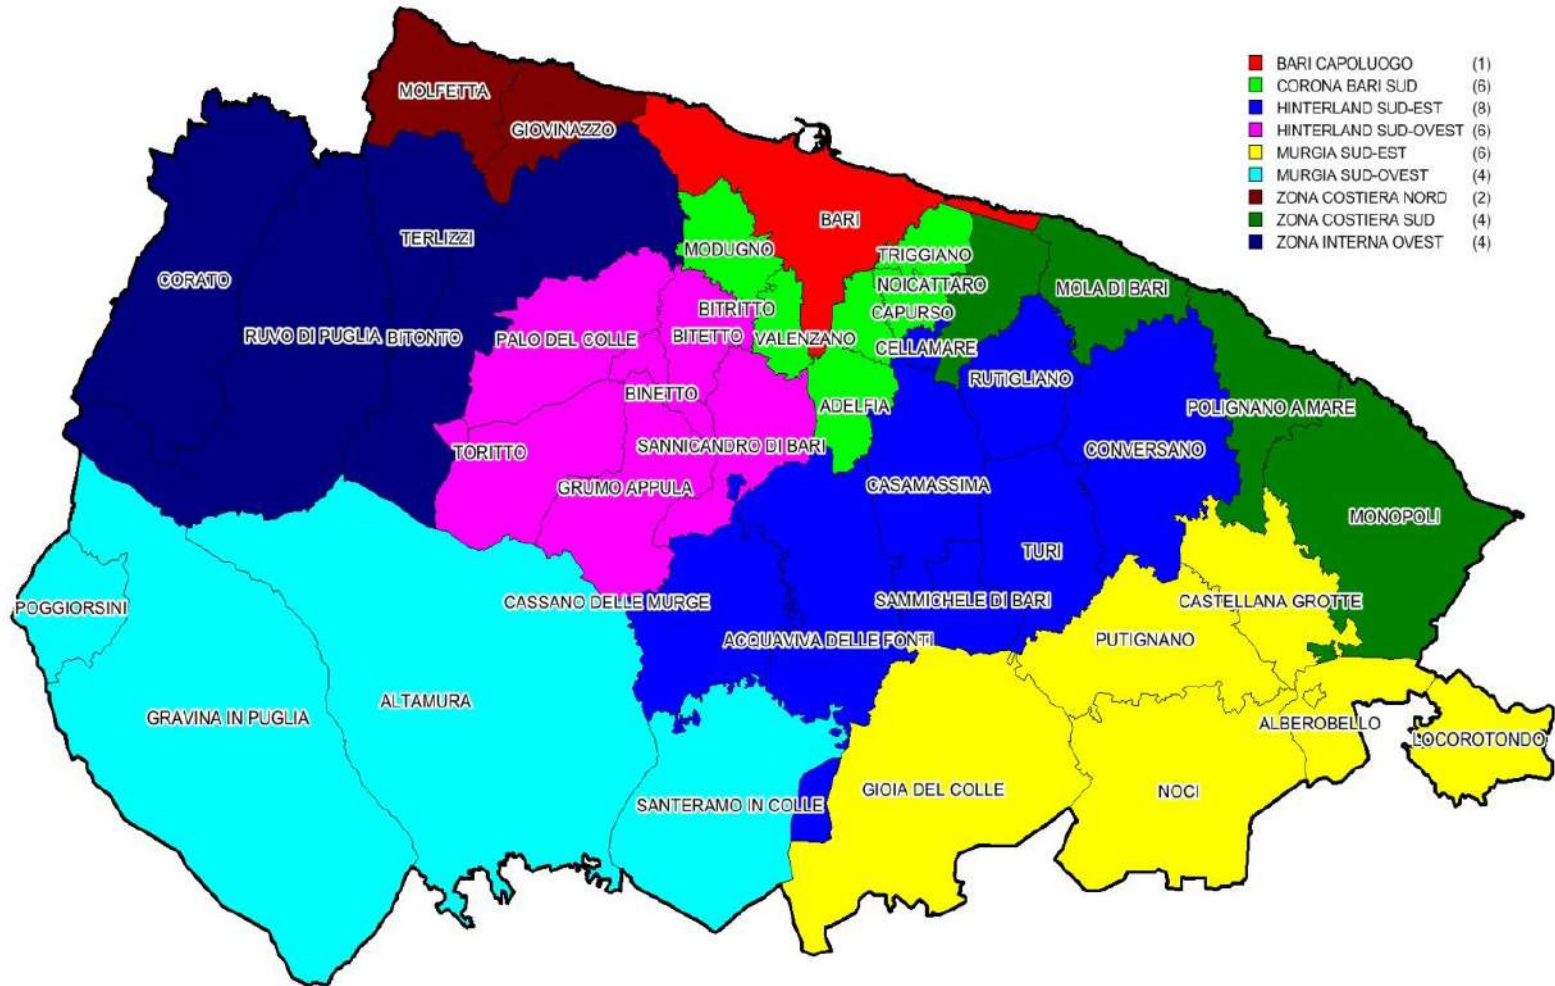 BARI CAPOLUOGO (1)
CORONA BARI SUD (6)
HINTERLAND SUD-EST (8)
HINTERLAND SUD-OVEST (6)
MURGIA SUD-EST (6)
MURGIA SUD-OVEST (4)
ZONA COSTIERA NORD (2)
ZONA COSTIERA SUD (4)
ZONA INTERNA OVEST (4)
MOLFETTA
GIOVINAZZO
BARI
TERLIZZI
MODUGNO
TRIGGIANO
CORATO
NOICATTARO
MOLA DI BARI
BITRITTO
CAPURSO
RUVO DI PUGLIA
BITONTO
PALO DEL COLLE
BITETTO
VALENZANO
CELLAMARE
RUTIGLIANO
BINETTO
ADELFIA
POLIGNANO A MARE
TORITTO
SANNICANDRO DI BARI
CONVERSANO
GRUMO APPULA
CASAMASSIMA
MONOPOLI
TURI
POGGIORSINI
CASSANO DELLE MURGE
SAMMICHELE DI BARI
CASTELLANA GROTTE
ACQUAVIVA DELLE FONTI
PUTIGNANO
ALTAMURA
GRAVINA IN PUGLIA
ALBEROBELLO
LOCOROTONDO
SANTERAMO IN COLLE
GIOIA DEL COLLE
NOCI